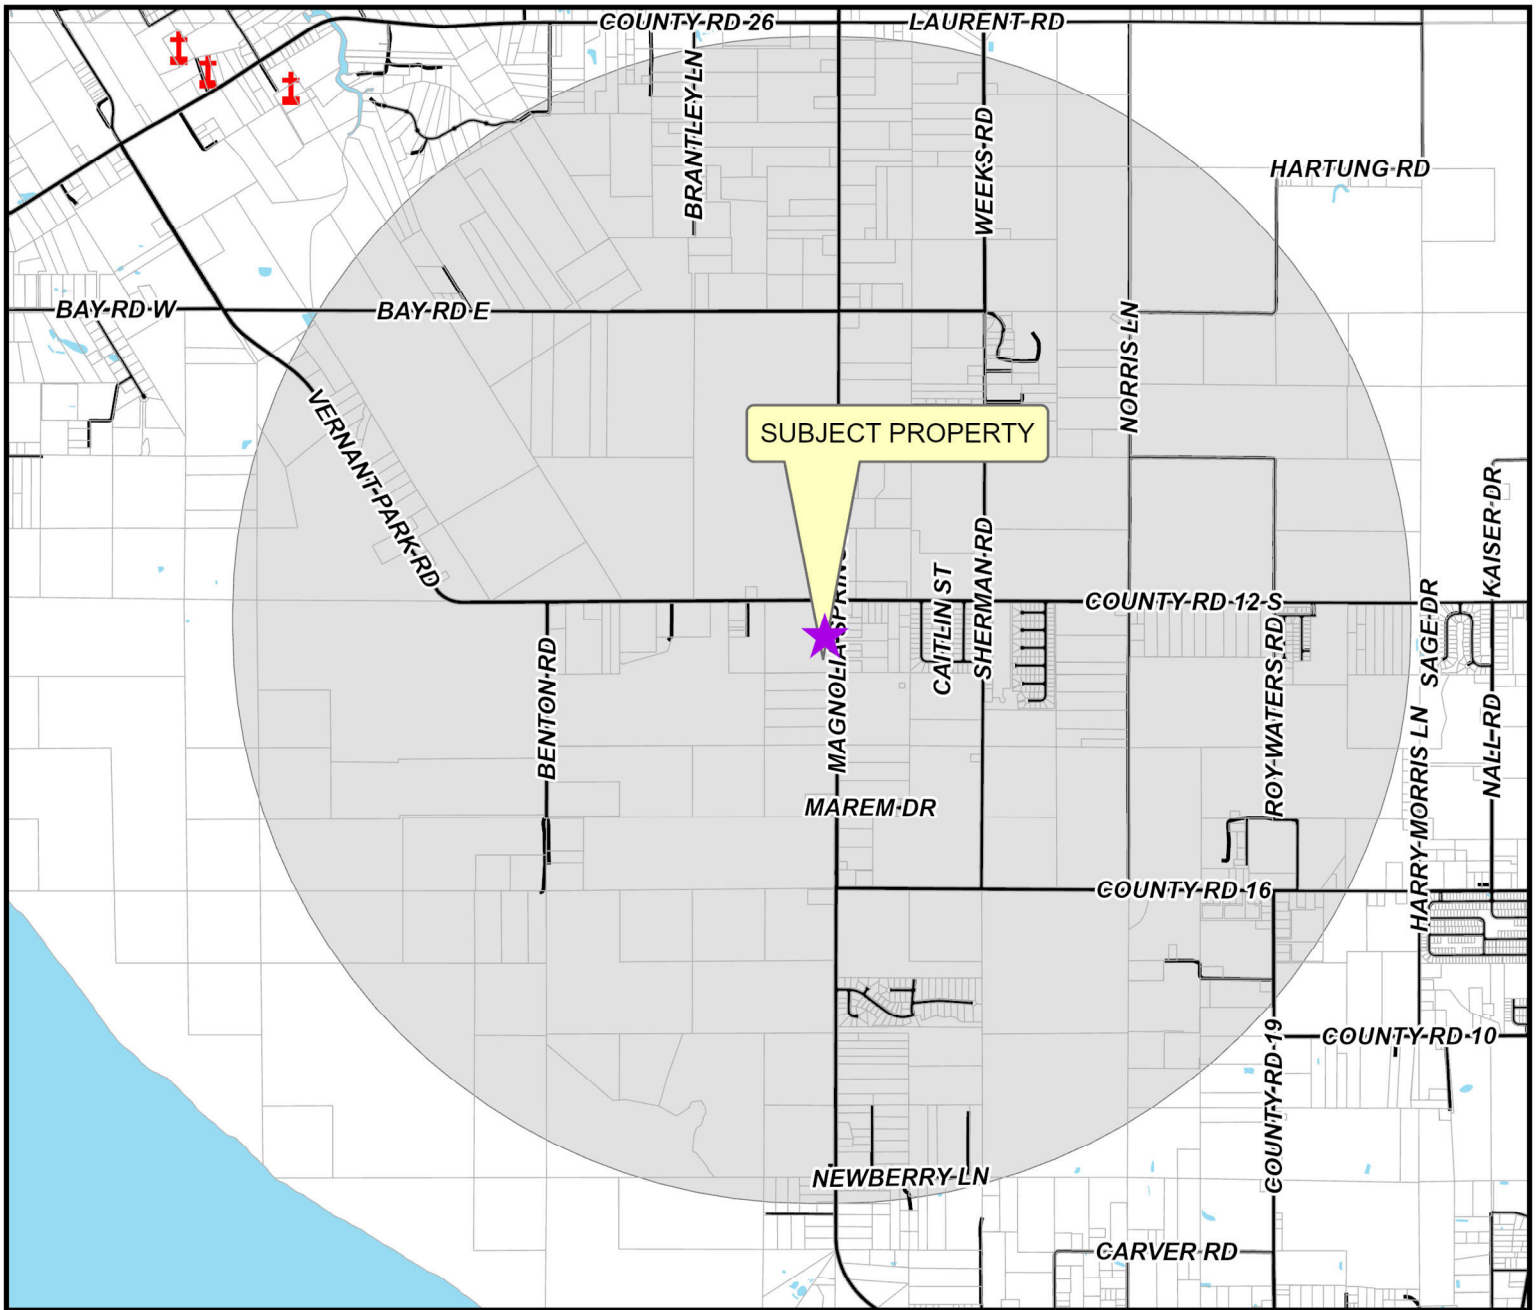 COUNTY RD 26
LAURENT RD
BRANTLEY LN
WEEKS RD
HARTUNG RD
BAY RD W
BAY RD E
NORRIS LN
VERNANT PARK RD
SUBJECT PROPERTY
MAGNOLIA SPRING
CAITLIN ST
SHERMAN RD
COUNTY RD 12 S
KAISER DR
SAGE DR
BENTON RD
ROY WATERS RD
HARRY MORRIS LN
NALL RD
MAREM DR
COUNTY RD 16
COUNTY RD 19
COUNTY RD 10
NEWBERRY LN
CARVER RD